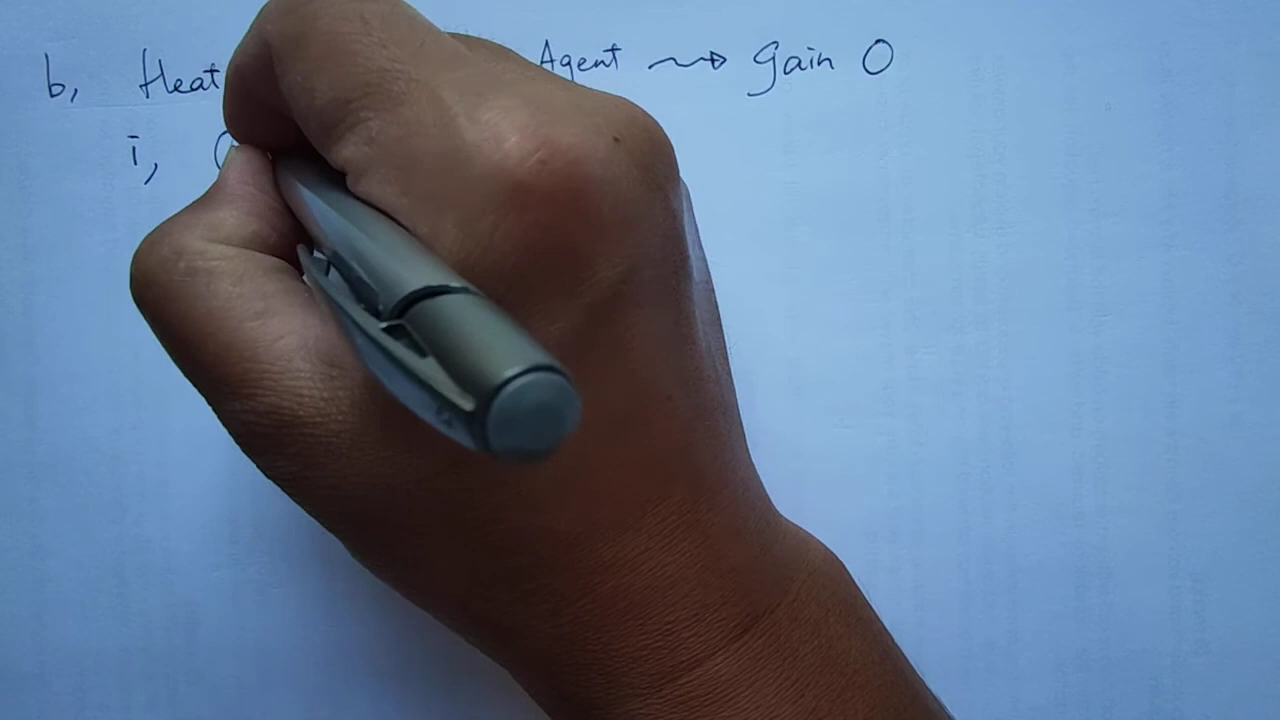 b, Heat Agent ⇝ gain O
i,